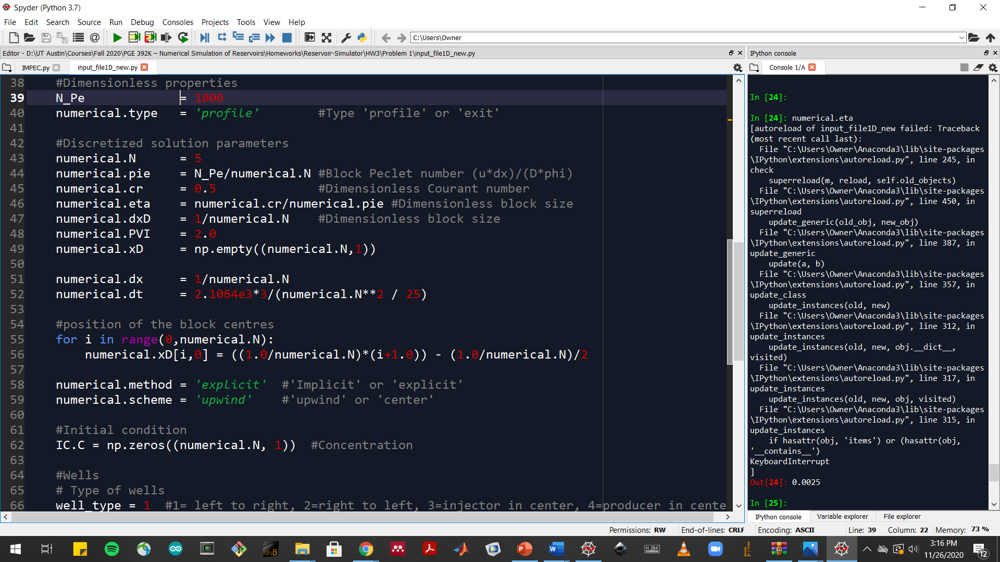 Spyder (Python 3.7)
File Edit Search Source Run Debug Consoles Projects Tools View Help
C:\Users\Owner
Editor - D:\UT Austin\Courses\Fall 2020\PGE 392K – Numerical Simulation of Reservoirs\Homeworks\Reservoir-Simulator\HW3\Problem 1\input_file1D_new.py
IMPEC.py input_file1D_new.py
38 #Dimensionless properties
39 N_Pe = 1000
40 numerical.type = 'profile' #Type 'profile' or 'exit'
41
42 #Discretized solution parameters
43 numerical.N = 5
44 numerical.pie = N_Pe/numerical.N #Block Peclet number (u*dx)/(D*phi)
45 numerical.cr = 0.5 #Dimensionless Courant number
46 numerical.eta = numerical.cr/numerical.pie #Dimensionless block size
47 numerical.dxD = 1/numerical.N #Dimensionless block size
48 numerical.PVI = 2.0
49 numerical.xD = np.empty((numerical.N,1))
50
51 numerical.dx = 1/numerical.N
52 numerical.dt = 2.1064e3*3/(numerical.N**2 / 25)
53
54 #position of the block centres
55 for i in range(0,numerical.N):
56 numerical.xD[i,0] = ((1.0/numerical.N)*(i+1.0)) - (1.0/numerical.N)/2
57
58 numerical.method = 'explicit' #'Implicit' or 'explicit'
59 numerical.scheme = 'upwind' #'upwind' or 'center'
60
61 #Initial condition
62 IC.C = np.zeros((numerical.N, 1)) #Concentration
63
64 #Wells
65 # Type of wells
66 well_type = 1 #1= left to right, 2=right to left, 3=injector in center, 4=producer in cente
IPython console
Console 1/A
In [24]:
In [24]: numerical.eta
[autoreload of input_file1D_new failed: Traceback
(most recent call last):
File "C:\Users\Owner\Anaconda3\lib\site-packages
\IPython\extensions\autoreload.py", line 245, in
check
superreload(m, reload, self.old_objects)
File "C:\Users\Owner\Anaconda3\lib\site-packages
\IPython\extensions\autoreload.py", line 450, in
superreload
update_generic(old_obj, new_obj)
File "C:\Users\Owner\Anaconda3\lib\site-packages
\IPython\extensions\autoreload.py", line 387, in
update_generic
update(a, b)
File "C:\Users\Owner\Anaconda3\lib\site-packages
\IPython\extensions\autoreload.py", line 357, in
update_class
update_instances(old, new)
File "C:\Users\Owner\Anaconda3\lib\site-packages
\IPython\extensions\autoreload.py", line 312, in
update_instances
update_instances(old, new, obj.__dict__,
visited)
File "C:\Users\Owner\Anaconda3\lib\site-packages
\IPython\extensions\autoreload.py", line 317, in
update_instances
update_instances(old, new, obj, visited)
File "C:\Users\Owner\Anaconda3\lib\site-packages
\IPython\extensions\autoreload.py", line 315, in
update_instances
if hasattr(obj, 'items') or (hasattr(obj,
'__contains__')
KeyboardInterrupt
]
Out[24]: 0.0025
In [25]:
IPython console Variable explorer File explorer
Permissions: RW End-of-lines: CRLF Encoding: ASCII Line: 39 Column: 22 Memory: 73 %
SN8
H.264
3:16 PM
11/26/2020
12